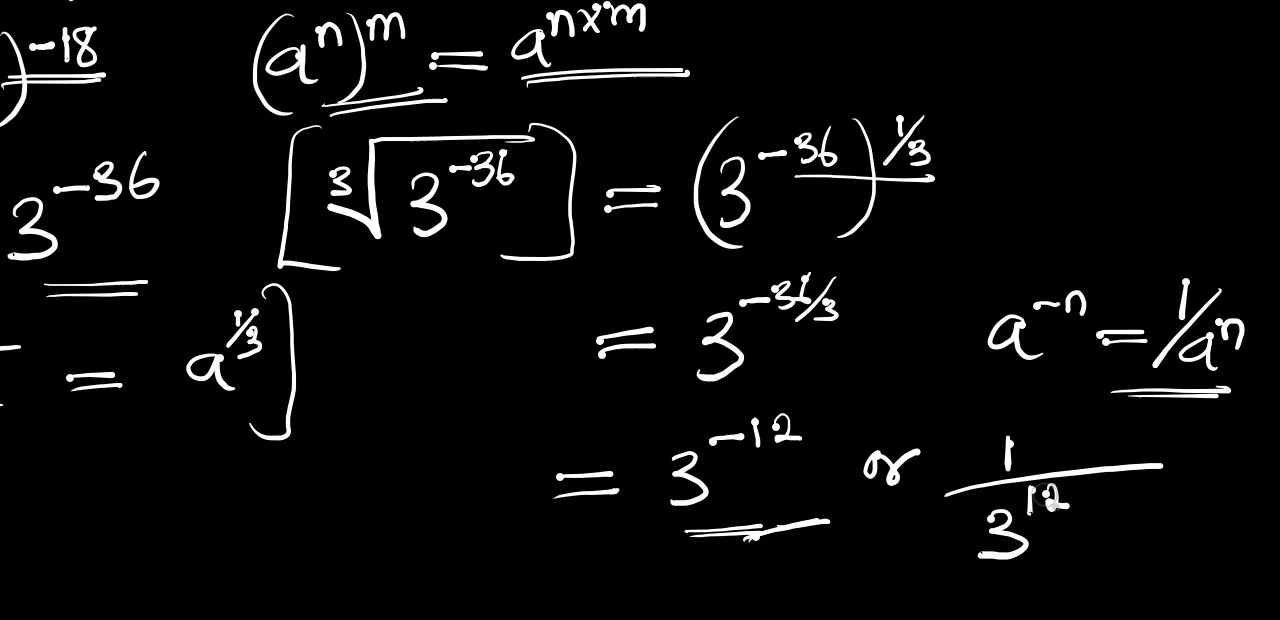 )^{-18} (a^n)^m = a^{n×m}
3^{-36} [∛3^{-36}] = (3^{-36})^{1/3}
= a^{1/3}] = 3^{-36/3} a^{-n} = 1/a^n
= 3^{-12} or 1/3^{12}